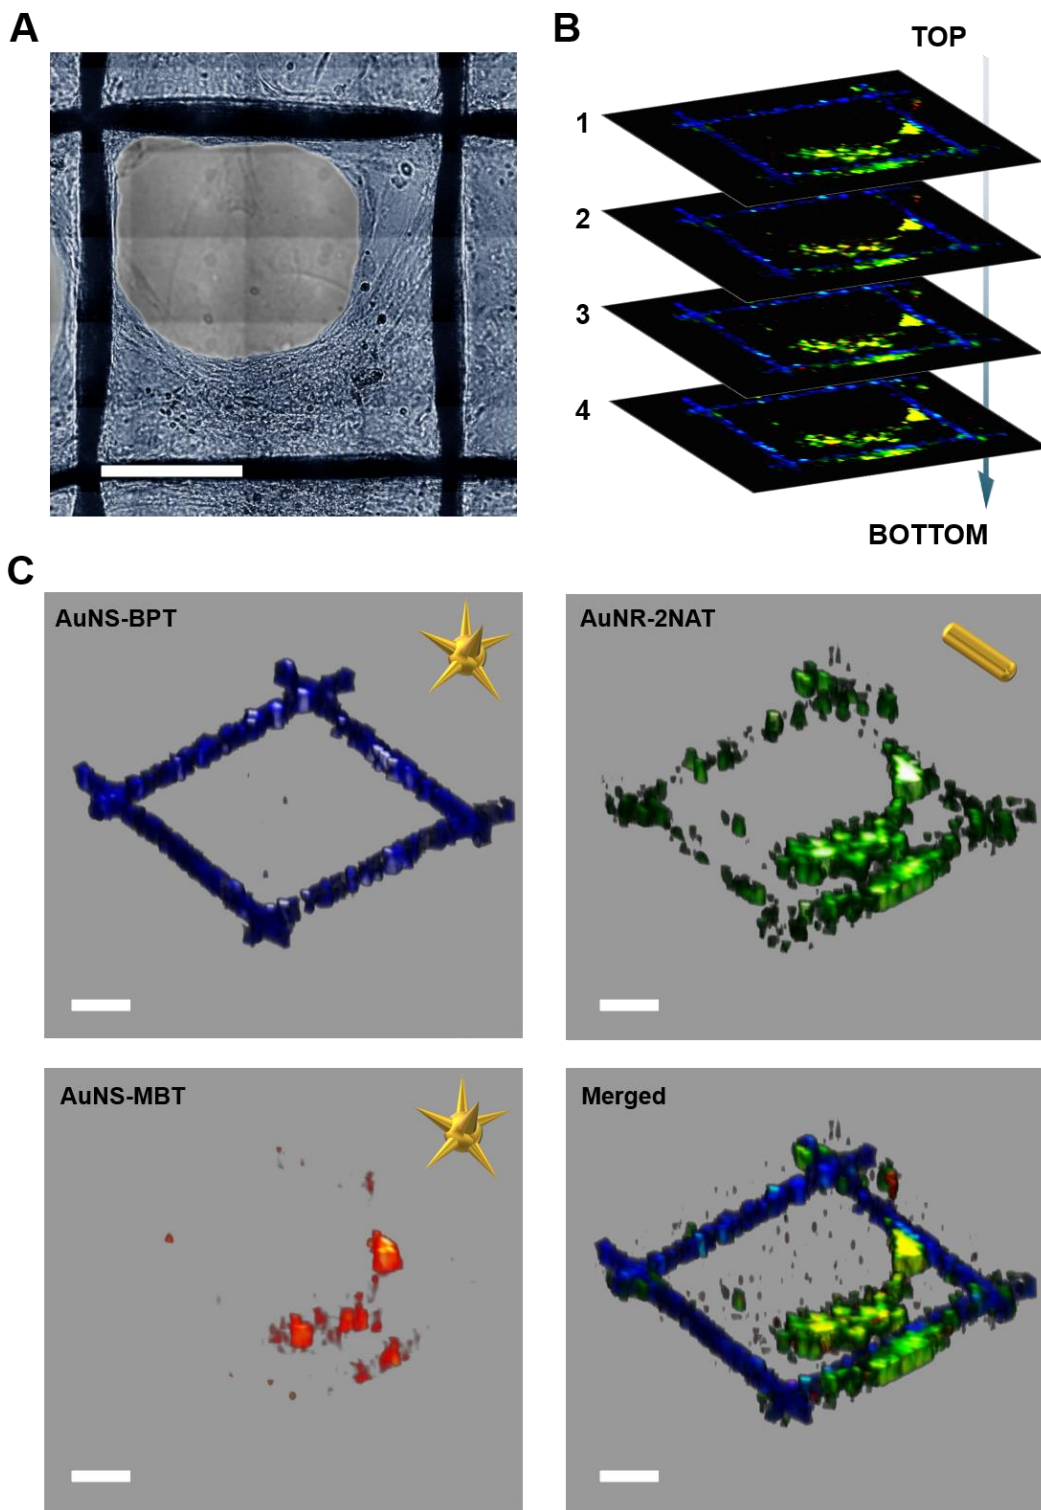 A
B
TOP
1
2
3
4
BOTTOM
C
AuNS-BPT
AuNR-2NAT
AuNS-MBT
Merged